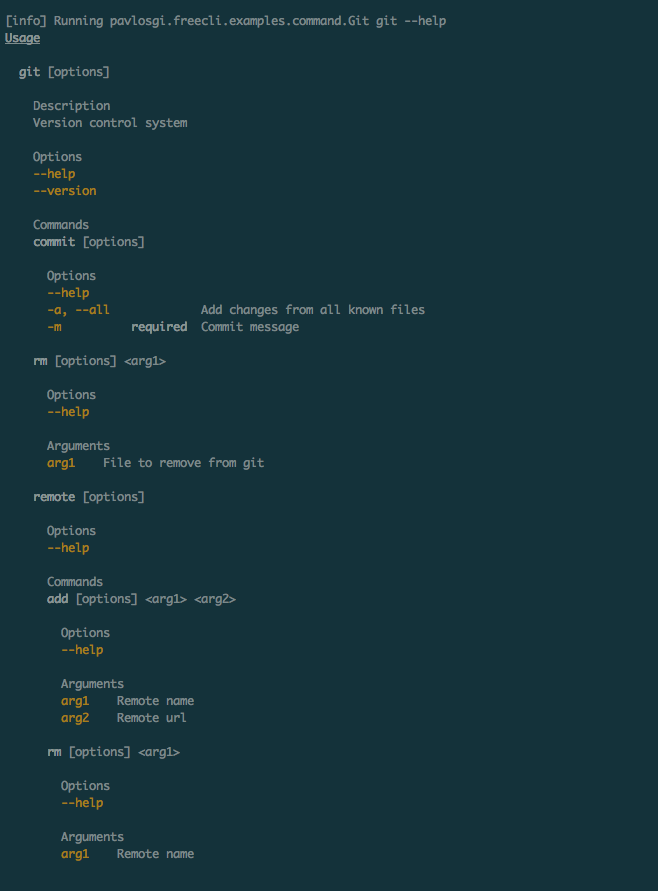 [info] Running pavlosgi.freecli.examples.command.Git git --help
Usage
git [options]
Description
Version control system
Options
--help
--version
Commands
commit [options]
Options
--help
-a, --all Add changes from all known files
-m required Commit message
rm [options] <arg1>
Options
--help
Arguments
arg1 File to remove from git
remote [options]
Options
--help
Commands
add [options] <arg1> <arg2>
Options
--help
Arguments
arg1 Remote name
arg2 Remote url
rm [options] <arg1>
Options
--help
Arguments
arg1 Remote name